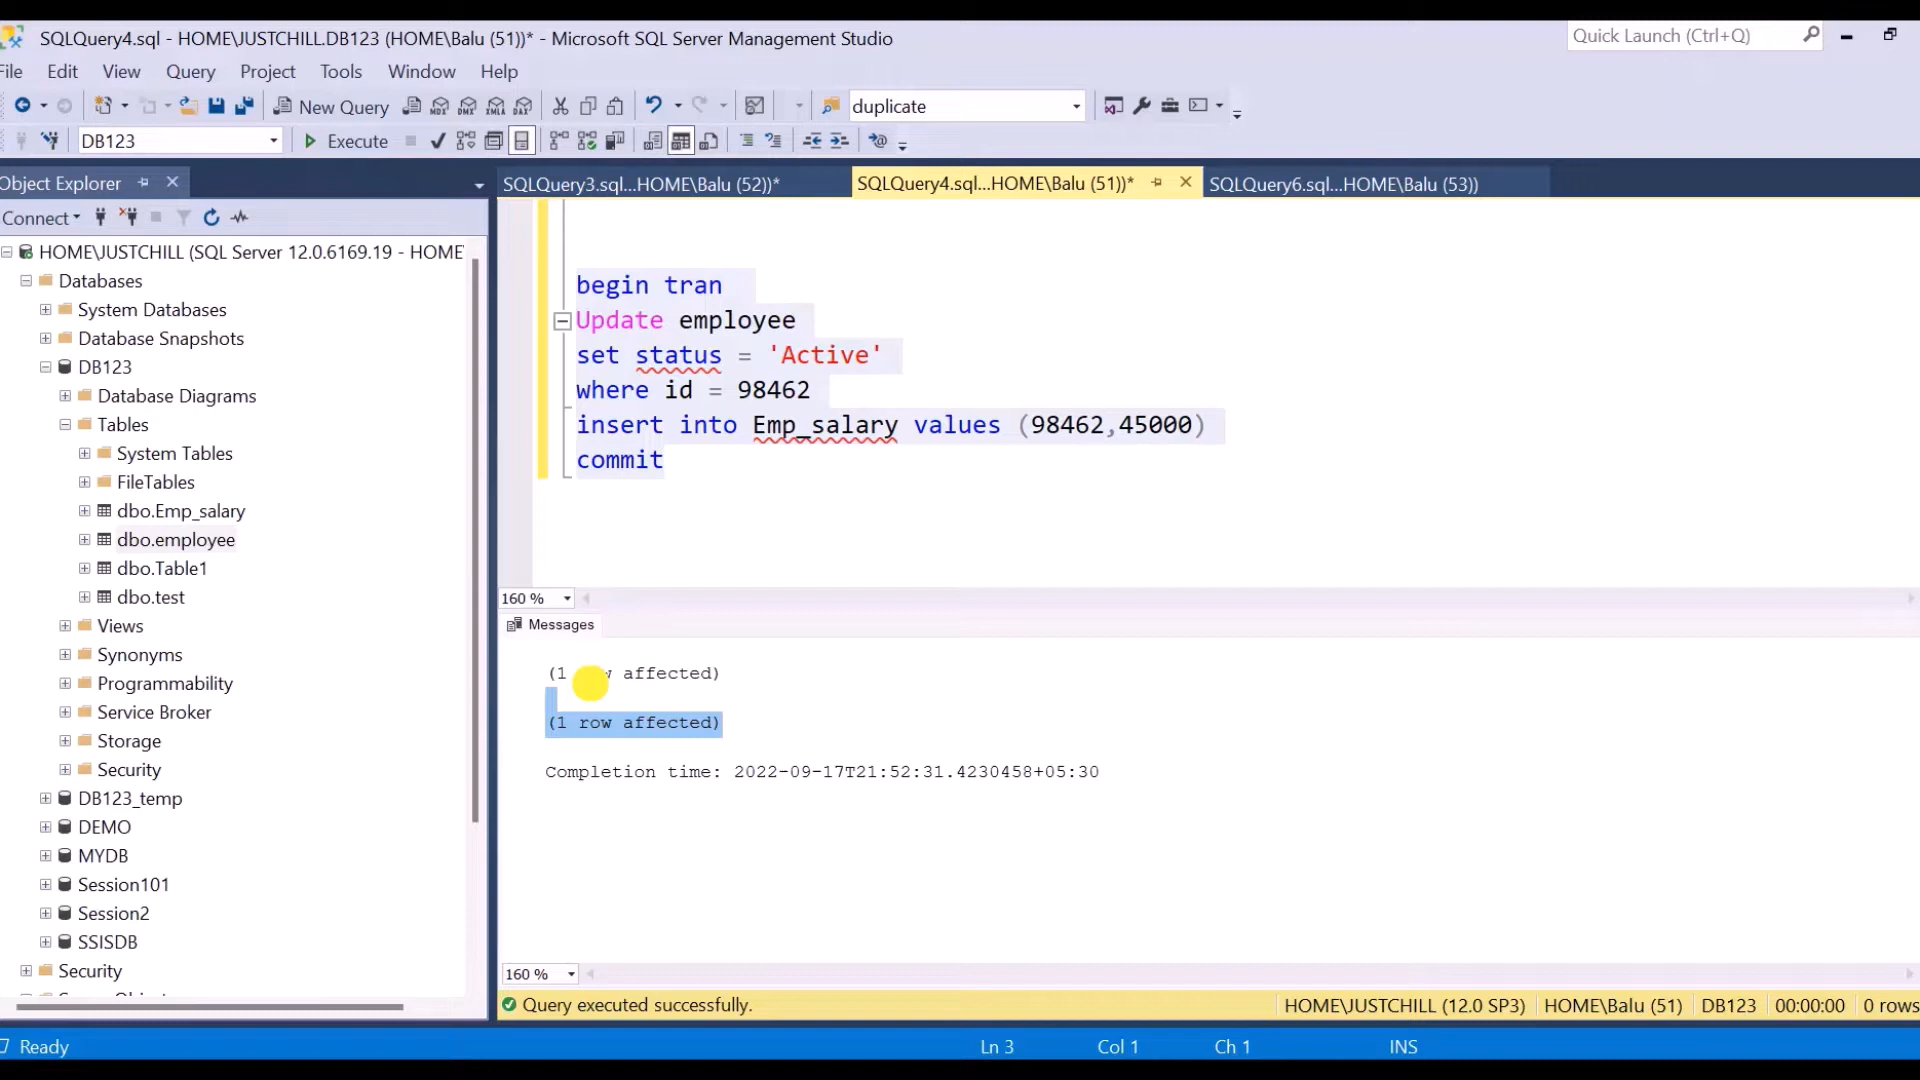 SQLQuery4.sql - HOME\JUSTCHILL.DB123 (HOME\Balu (51))* - Microsoft SQL Server Management Studio
Quick Launch (Ctrl+Q)
File Edit View Query Project Tools Window Help
New Query
MDX DMX XMLA DAX
duplicate
DB123
Execute
Object Explorer
SQLQuery3.sql...HOME\Balu (52))*
SQLQuery4.sql...HOME\Balu (51))*
SQLQuery6.sql...HOME\Balu (53))
Connect
HOME\JUSTCHILL (SQL Server 12.0.6169.19 - HOME
Databases
System Databases
Database Snapshots
DB123
Database Diagrams
Tables
System Tables
FileTables
dbo.Emp_salary
dbo.employee
dbo.Table1
dbo.test
Views
Synonyms
Programmability
Service Broker
Storage
Security
DB123_temp
DEMO
MYDB
Session101
Session2
SSISDB
Security
begin tran
Update employee
set status = 'Active'
where id = 98462
insert into Emp_salary values (98462,45000)
commit
160 %
Messages
(1 affected)
(1 row affected)
Completion time: 2022-09-17T21:52:31.4230458+05:30
160 %
Query executed successfully.
HOME\JUSTCHILL (12.0 SP3) HOME\Balu (51) DB123 00:00:00 0 rows
Ready
Ln 3 Col 1 Ch 1 INS